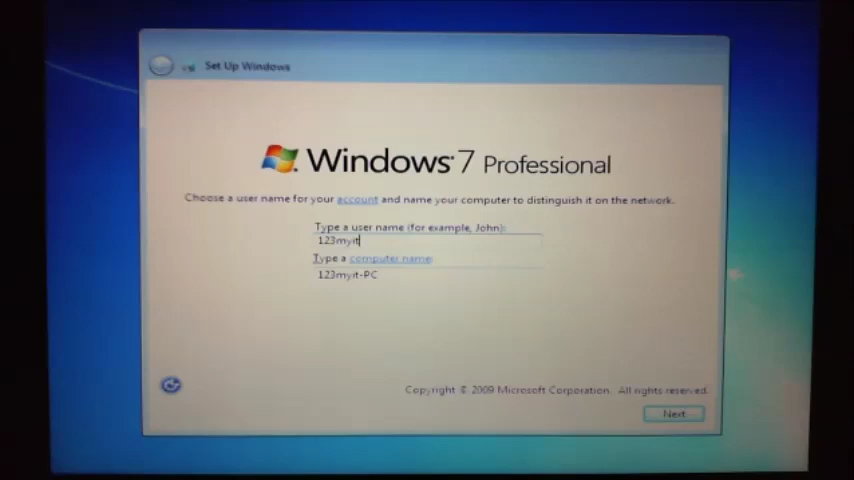 Set Up Windows
Windows 7 Professional
Choose a user name for your account and name your computer to distinguish it on the network.
Type a user name (for example, John):
123myit
Type a computer name:
123myit-PC
Copyright © 2009 Microsoft Corporation. All rights reserved.
Next